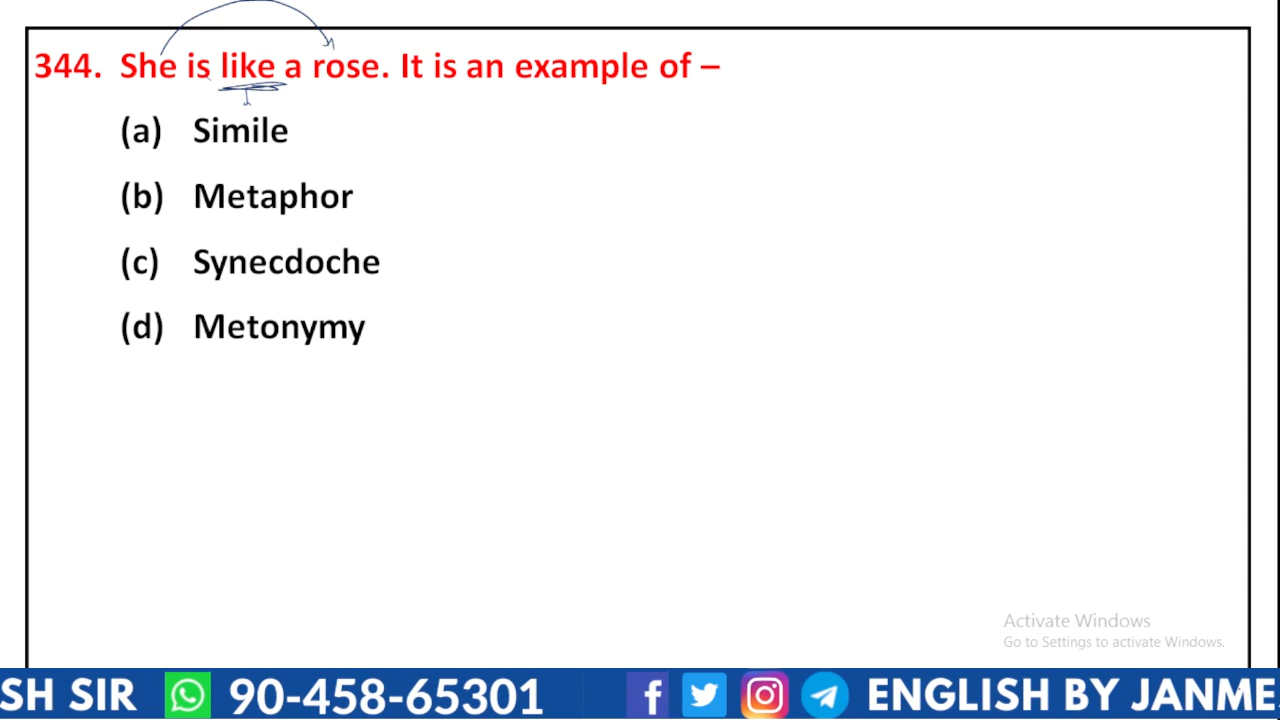 344. She is like a rose. It is an example of –
(a) Simile
(b) Metaphor
(c) Synecdoche
(d) Metonymy
Activate Windows
Go to Settings to activate Windows.
SH SIR 90-458-65301 ENGLISH BY JANME